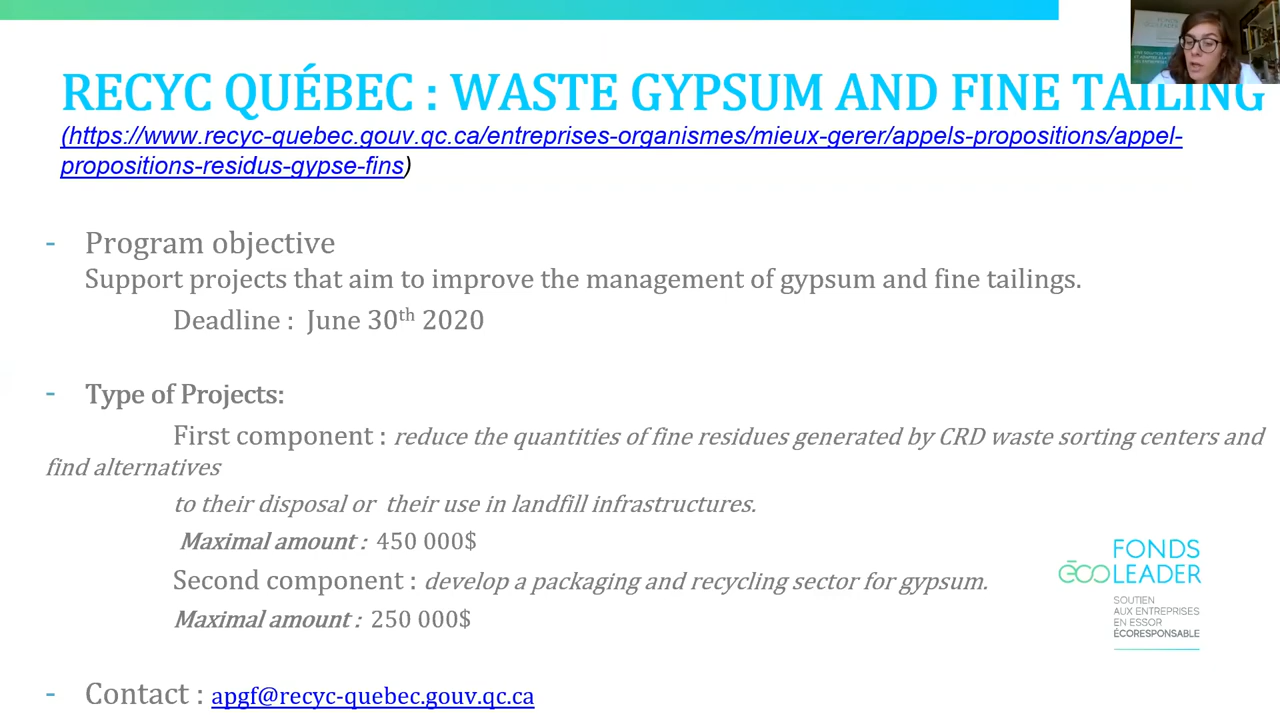 RECYC QUÉBEC : WASTE GYPSUM AND FINE TAILING
(https://www.recyc-quebec.gouv.qc.ca/entreprises-organismes/mieux-gerer/appels-propositions/appel-
propositions-residus-gypse-fins)
- Program objective
Support projects that aim to improve the management of gypsum and fine tailings.
Deadline : June 30th 2020
- Type of Projects:
First component : reduce the quantities of fine residues generated by CRD waste sorting centers and
find alternatives
to their disposal or their use in landfill infrastructures.
Maximal amount : 450 000$
Second component : develop a packaging and recycling sector for gypsum.
Maximal amount : 250 000$
- Contact : apgf@recyc-quebec.gouv.qc.ca
FONDS
ēcoLEADER
SOUTIEN
AUX ENTREPRISES
EN ESSOR
ÉCORESPONSABLE